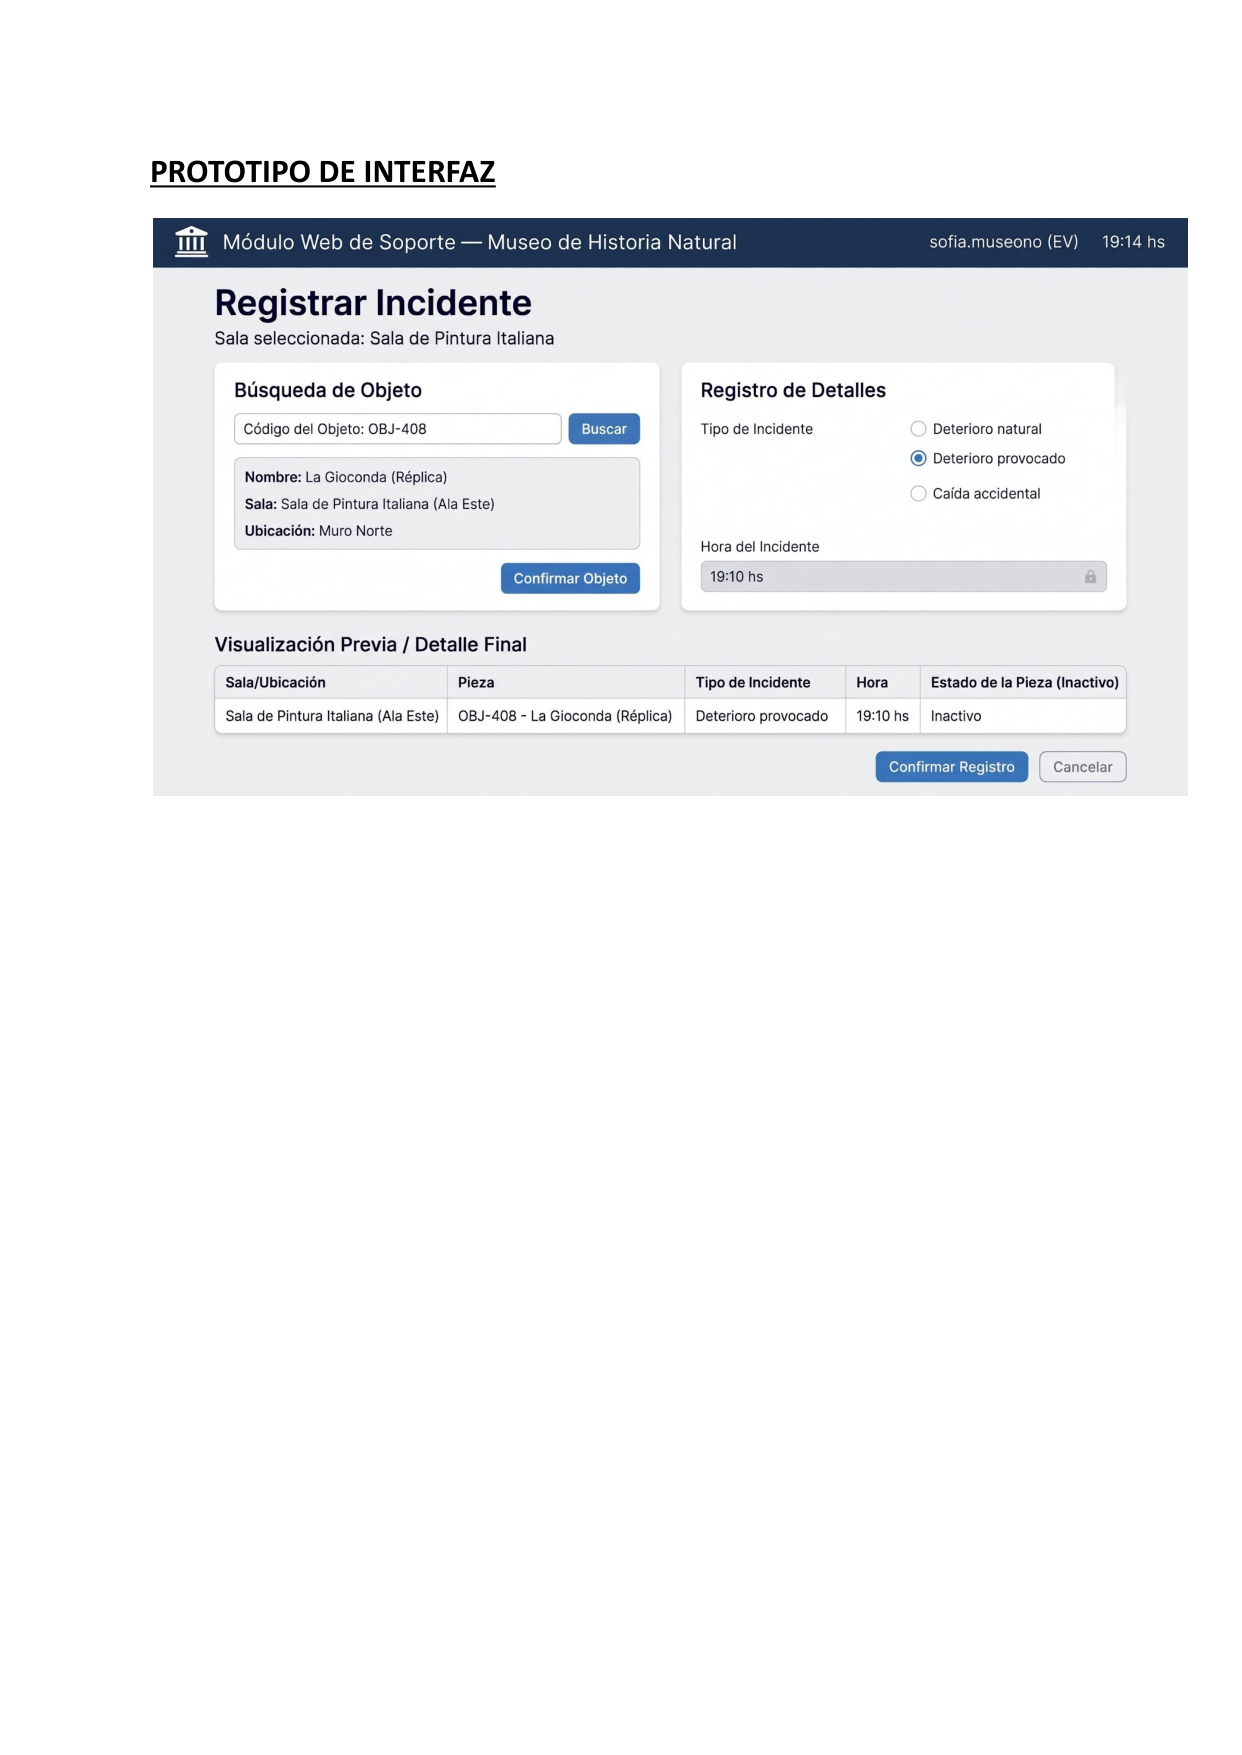 PROTOTIPO DE INTERFAZ
Módulo Web de Soporte — Museo de Historia Natural
sofia.museono (EV)
19:14 hs
Registrar Incidente
Sala seleccionada: Sala de Pintura Italiana
Búsqueda de Objeto
Código del Objeto: OBJ-408
Buscar
Nombre: La Gioconda (Réplica)
Sala: Sala de Pintura Italiana (Ala Este)
Ubicación: Muro Norte
Confirmar Objeto
Registro de Detalles
Tipo de Incidente
Deterioro natural
Deterioro provocado
Caída accidental
Hora del Incidente
19:10 hs
Visualización Previa / Detalle Final
Sala/Ubicación Pieza Tipo de Incidente Hora Estado de la Pieza (Inactivo)
Sala de Pintura Italiana (Ala Este) OBJ-408 - La Gioconda (Réplica) Deterioro provocado 19:10 hs Inactivo
Confirmar Registro
Cancelar